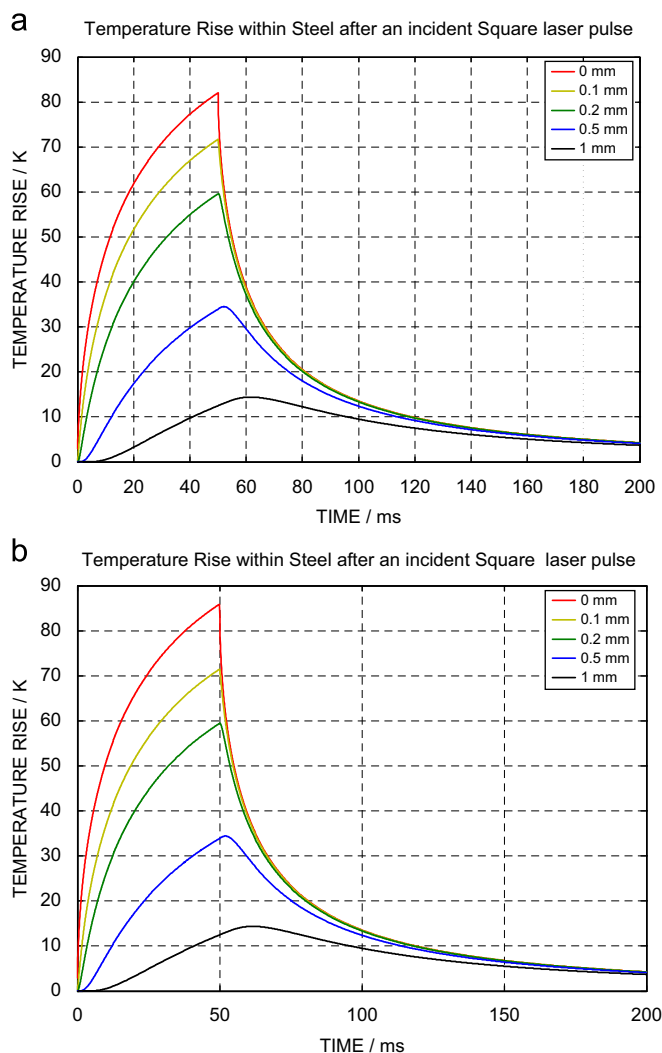 a
Temperature Rise within Steel after an incident Square laser pulse
90
80
70
60
50
40
30
20
10
0
TEMPERATURE RISE / K
0 mm
0.1 mm
0.2 mm
0.5 mm
1 mm
0 20 40 60 80 100 120 140 160 180 200
TIME / ms
b
Temperature Rise within Steel after an incident Square laser pulse
90
80
70
60
50
40
30
20
10
0
TEMPERATURE RISE / K
0 mm
0.1 mm
0.2 mm
0.5 mm
1 mm
0 50 100 150 200
TIME / ms